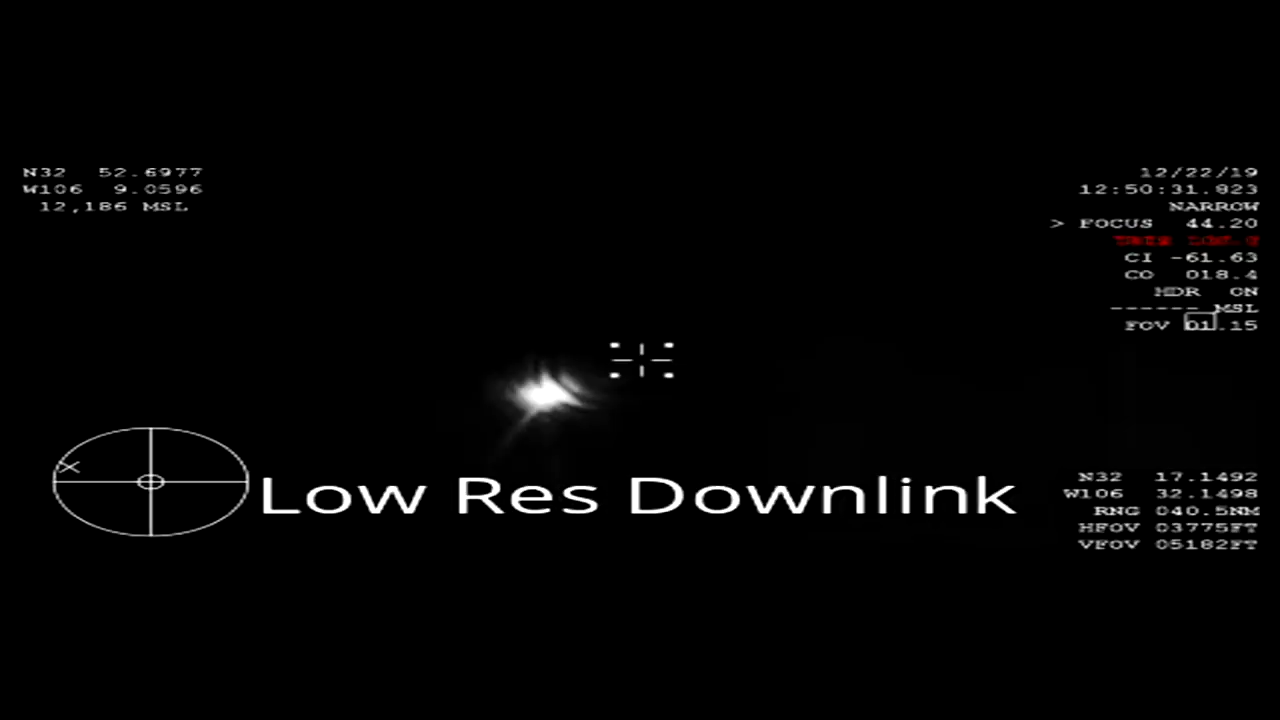 N32 52.6977
W106 9.0596
12,186 MSL
12/22/19
12:50:31.823
NARROW
> FOCUS 44.20
CI -61.63
CO 018.4
HDR ON
------ MSL
FOV 01.15
Low Res Downlink
N32 17.1492
W106 32.1498
RNG 040.5NM
HFOV 03775FT
VFOV 05182FT